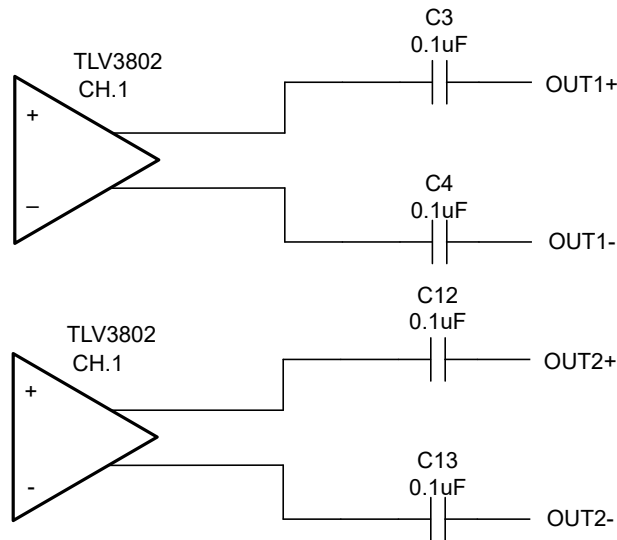 C3
0.1uF
TLV3802
CH.1
OUT1+
+
C4
0.1uF
–
OUT1-
C12
0.1uF
TLV3802
CH.1
OUT2+
+
C13
0.1uF
-
OUT2-